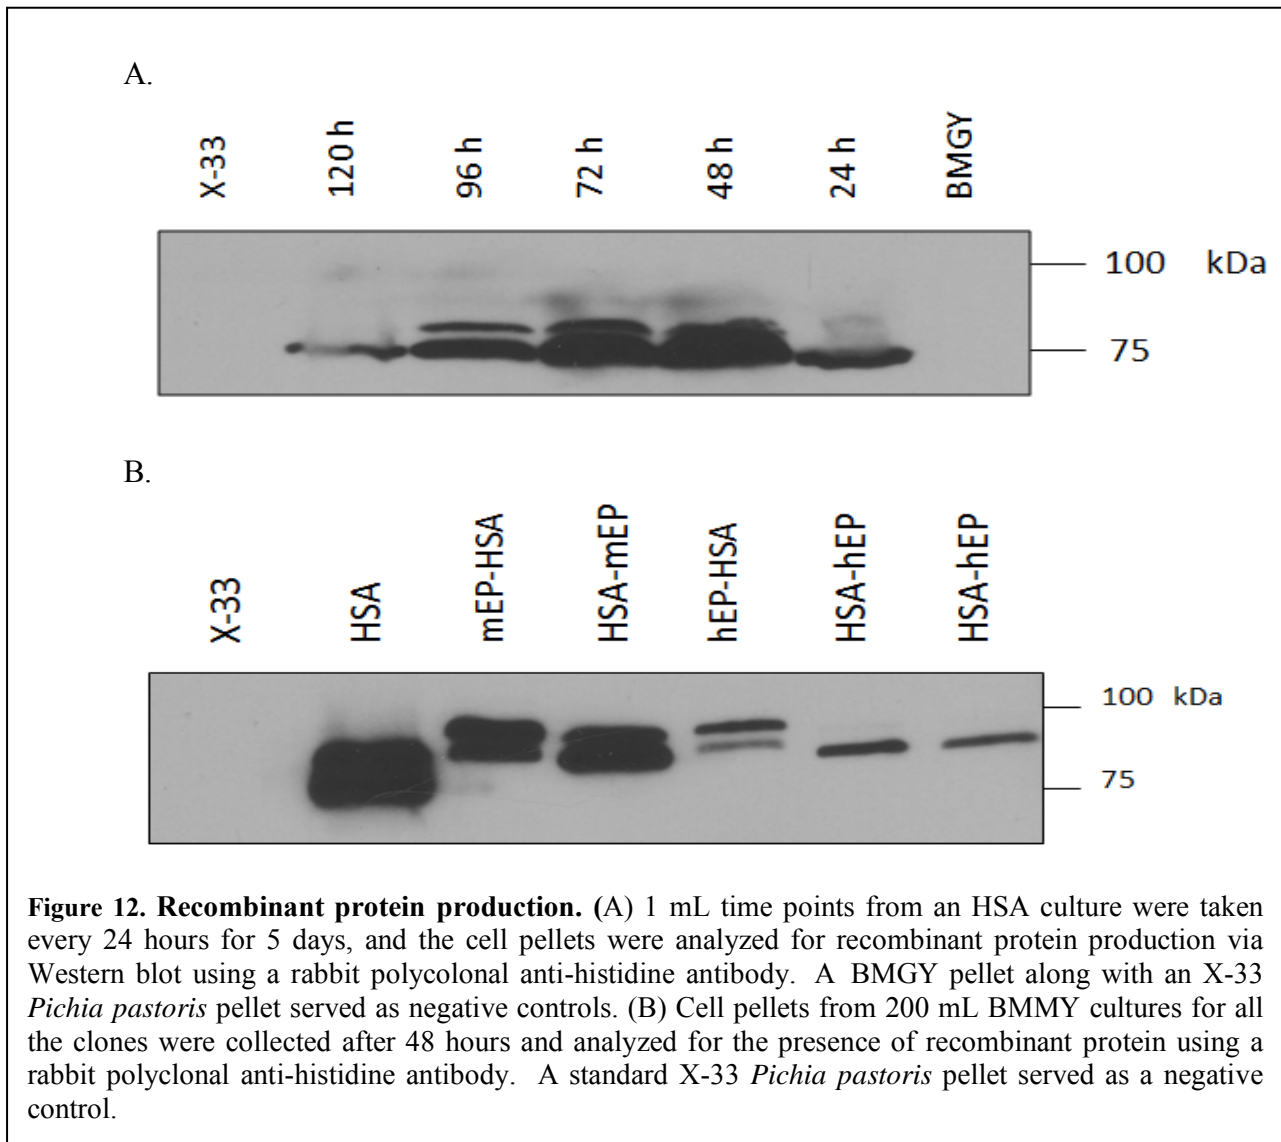 A.
X-33 120 h 96 h 72 h 48 h 24 h BMGY
100 kDa
75
B.
X-33 HSA mEP-HSA HSA-mEP hEP-HSA HSA-hEP HSA-hEP
100 kDa
75
Figure 12. Recombinant protein production. (A) 1 mL time points from an HSA culture were taken
every 24 hours for 5 days, and the cell pellets were analyzed for recombinant protein production via
Western blot using a rabbit polycolonal anti-histidine antibody. A BMGY pellet along with an X-33
Pichia pastoris pellet served as negative controls. (B) Cell pellets from 200 mL BMMY cultures for all
the clones were collected after 48 hours and analyzed for the presence of recombinant protein using a
rabbit polyclonal anti-histidine antibody. A standard X-33 Pichia pastoris pellet served as a negative
control.